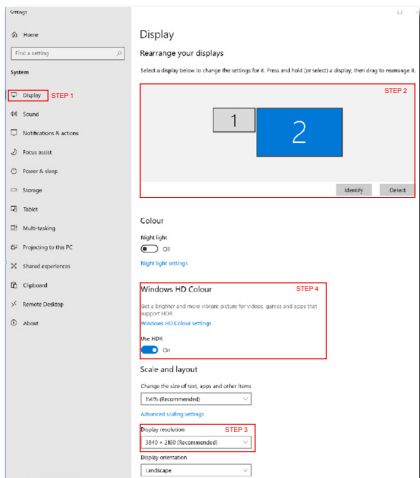 Settings
Home
Find a setting
System
Display STEP 1
Sound
Notifications & actions
Focus assist
Power & sleep
Storage
Tablet
Multi-tasking
Projecting to this PC
Shared experiences
Clipboard
Remote Desktop
About
Display
Rearrange your displays
Select a display below to change the settings for it. Press and hold (or select) a display, then drag to rearrange it.
STEP 2
1
2
Identify Detect
Colour
Night light
Off
Night light settings
Windows HD Colour STEP 4
Get a brighter and more vibrant picture for videos, games and apps that
support HDR
Windows HD Colour settings
Use HDR
On
Scale and layout
Change the size of text, apps and other items
(Recommended)
Advanced scaling settings
Display resolution STEP 3
3840 × 2160 (Recommended)
Display orientation
Landscape